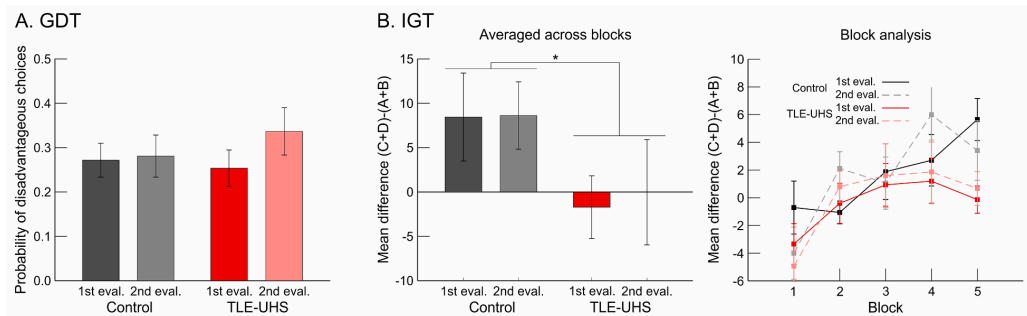 A. GDT
Probability of disadvantageous choices
0.5
0.4
0.3
0.2
0.1
0.0
1st eval. 2nd eval. 1st eval. 2nd eval.
Control TLE-UHS
B. IGT
Averaged across blocks
Mean difference (C+D)-(A+B)
15
10
5
0
-5
-10
*
1st eval. 2nd eval. 1st eval. 2nd eval.
Control TLE-UHS
Block analysis
Mean difference (C+D)-(A+B)
10
8
6
4
2
0
-2
-4
-6
Control 1st eval.
2nd eval.
TLE-UHS 1st eval.
2nd eval.
1 2 3 4 5
Block